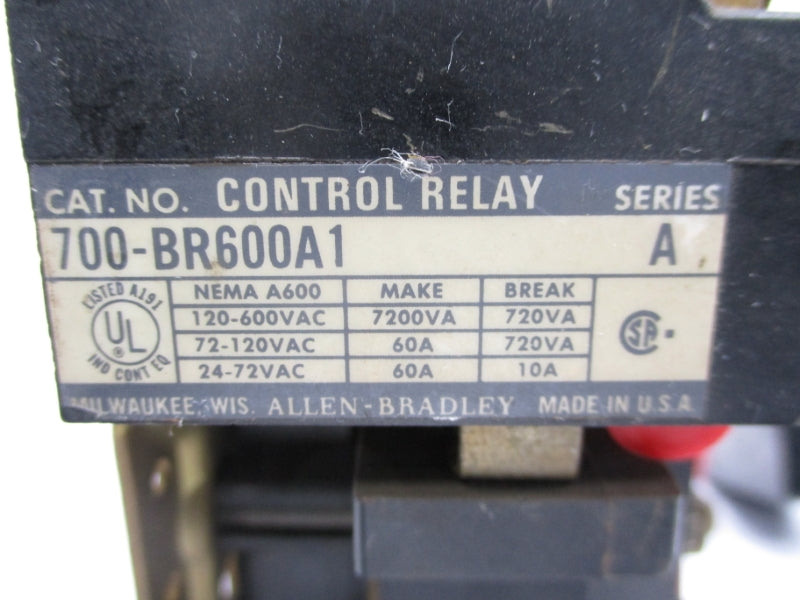 CAT. NO. CONTROL RELAY SERIES
700-BR600A1 A
LISTED A191
UL
®
IND CONT EQ
NEMA A600 MAKE BREAK
120-600VAC 7200VA 720VA
72-120VAC 60A 720VA
24-72VAC 60A 10A
SA
MILWAUKEE, WIS. ALLEN-BRADLEY MADE IN U.S.A